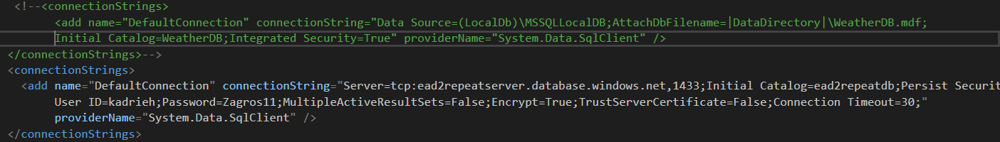 <!--<connectionStrings>
<add name="DefaultConnection" connectionString="Data Source=(LocalDb)\MSSQLLocalDB;AttachDbFilename=|DataDirectory|\WeatherDB.mdf;
Initial Catalog=WeatherDB;Integrated Security=True" providerName="System.Data.SqlClient" />
</connectionStrings>-->
<connectionStrings>
<add name="DefaultConnection" connectionString="Server=tcp:ead2repeatserver.database.windows.net,1433;Initial Catalog=ead2repeatdb;Persist Securit
User ID=kadrieh;Password=Zagros11;MultipleActiveResultSets=False;Encrypt=True;TrustServerCertificate=False;Connection Timeout=30;"
providerName="System.Data.SqlClient" />
</connectionStrings>